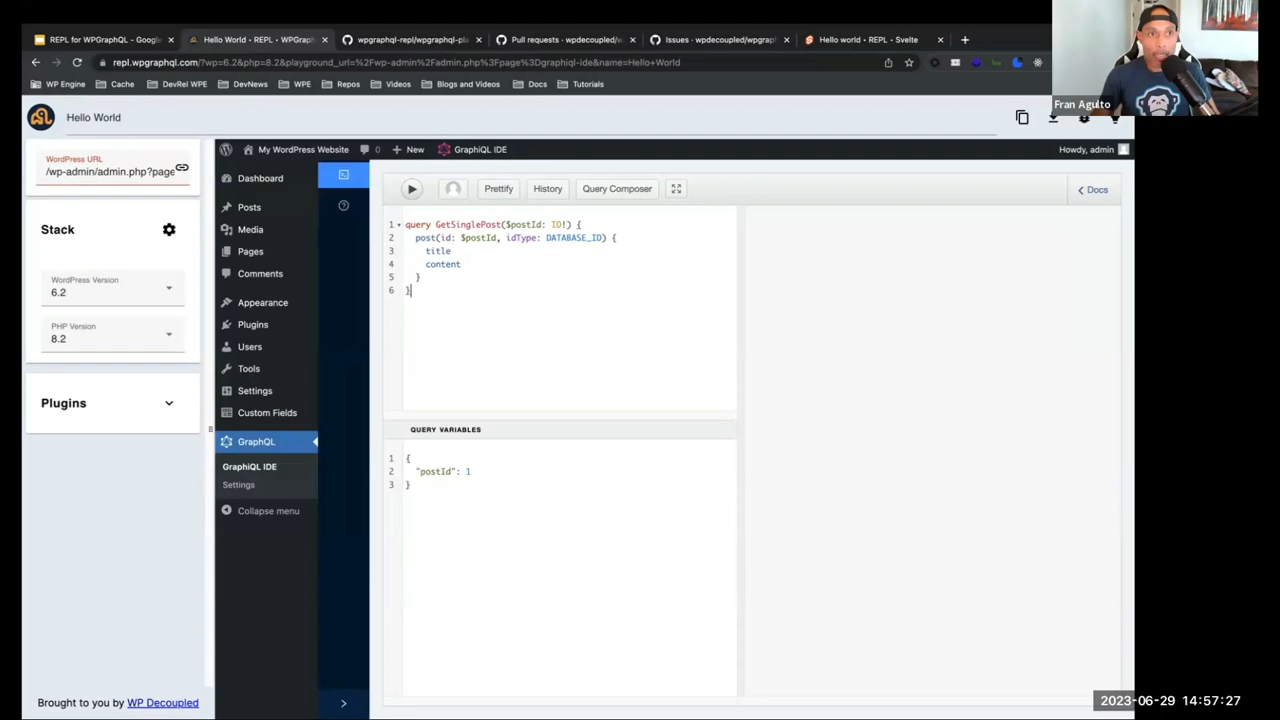 REPL for WPGraphQL - Google
Hello World - REPL - WPGraph
wpgraphql-repl/wpgraphql-pla
Pull requests - wpdecoupled/w
Issues - wpdecoupled/wpgraph
Hello world • REPL • Svelte
repl.wpgraphql.com/?wp=6.2&php=8.2&playground_url=%2Fwp-admin%2Fadmin.php%3Fpage%3Dgraphiql-ide&name=Hello+World
WP Engine
Cache
DevRel WPE
DevNews
WPE
Repos
Videos
Blogs and Videos
Docs
Tutorials
Fran Agulto
Hello World
WordPress URL
/wp-admin/admin.php?page
Stack
WordPress Version
6.2
PHP Version
8.2
Plugins
Brought to you by WP Decoupled
My WordPress Website
0
New
GraphiQL IDE
Howdy, admin
Dashboard
Posts
Media
Pages
Comments
Appearance
Plugins
Users
Tools
Settings
Custom Fields
GraphQL
GraphiQL IDE
Settings
Collapse menu
Prettify
History
Query Composer
Docs
1 query GetSinglePost($postId: ID!) {
2 post(id: $postId, idType: DATABASE_ID) {
3 title
4 content
5 }
6 }
QUERY VARIABLES
1 {
2 "postId": 1
3 }
2023-06-29 14:57:27